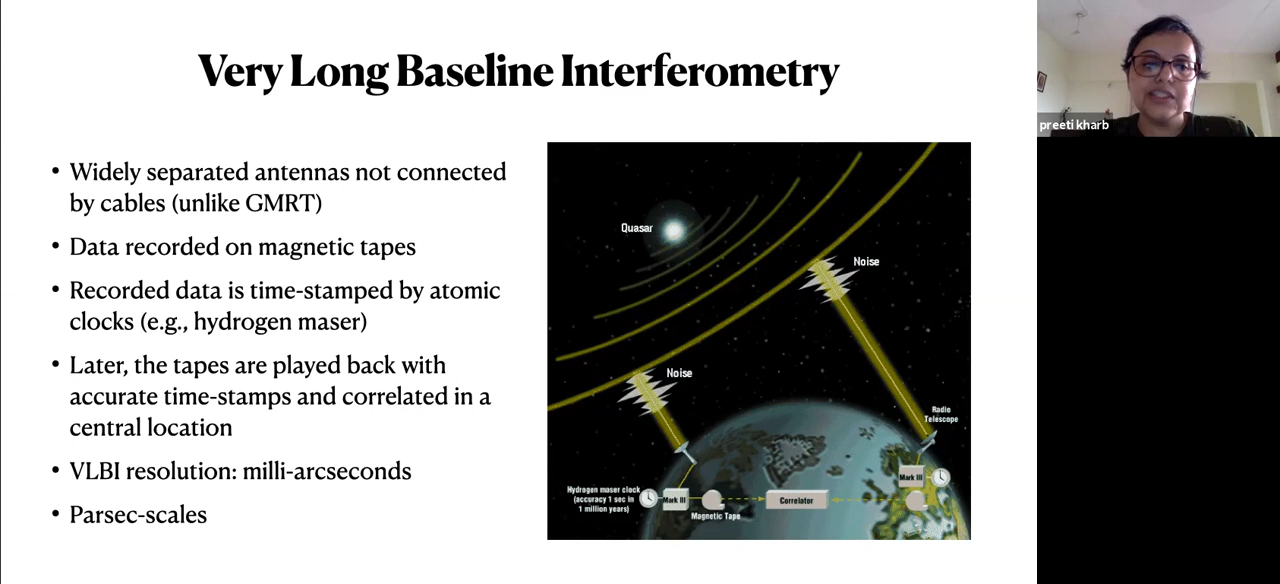 Very Long Baseline Interferometry
preeti kharb
• Widely separated antennas not connected
by cables (unlike GMRT)
• Data recorded on magnetic tapes
• Recorded data is time-stamped by atomic
clocks (e.g., hydrogen maser)
• Later, the tapes are played back with
accurate time-stamps and correlated in a
central location
• VLBI resolution: milli-arcseconds
• Parsec-scales
Quasar
Noise
Noise
Radio
Telescope
Hydrogen maser clock
(accuracy 1 sec in
1 million years)
Mark III
Magnetic Tape
Correlator
Mark III